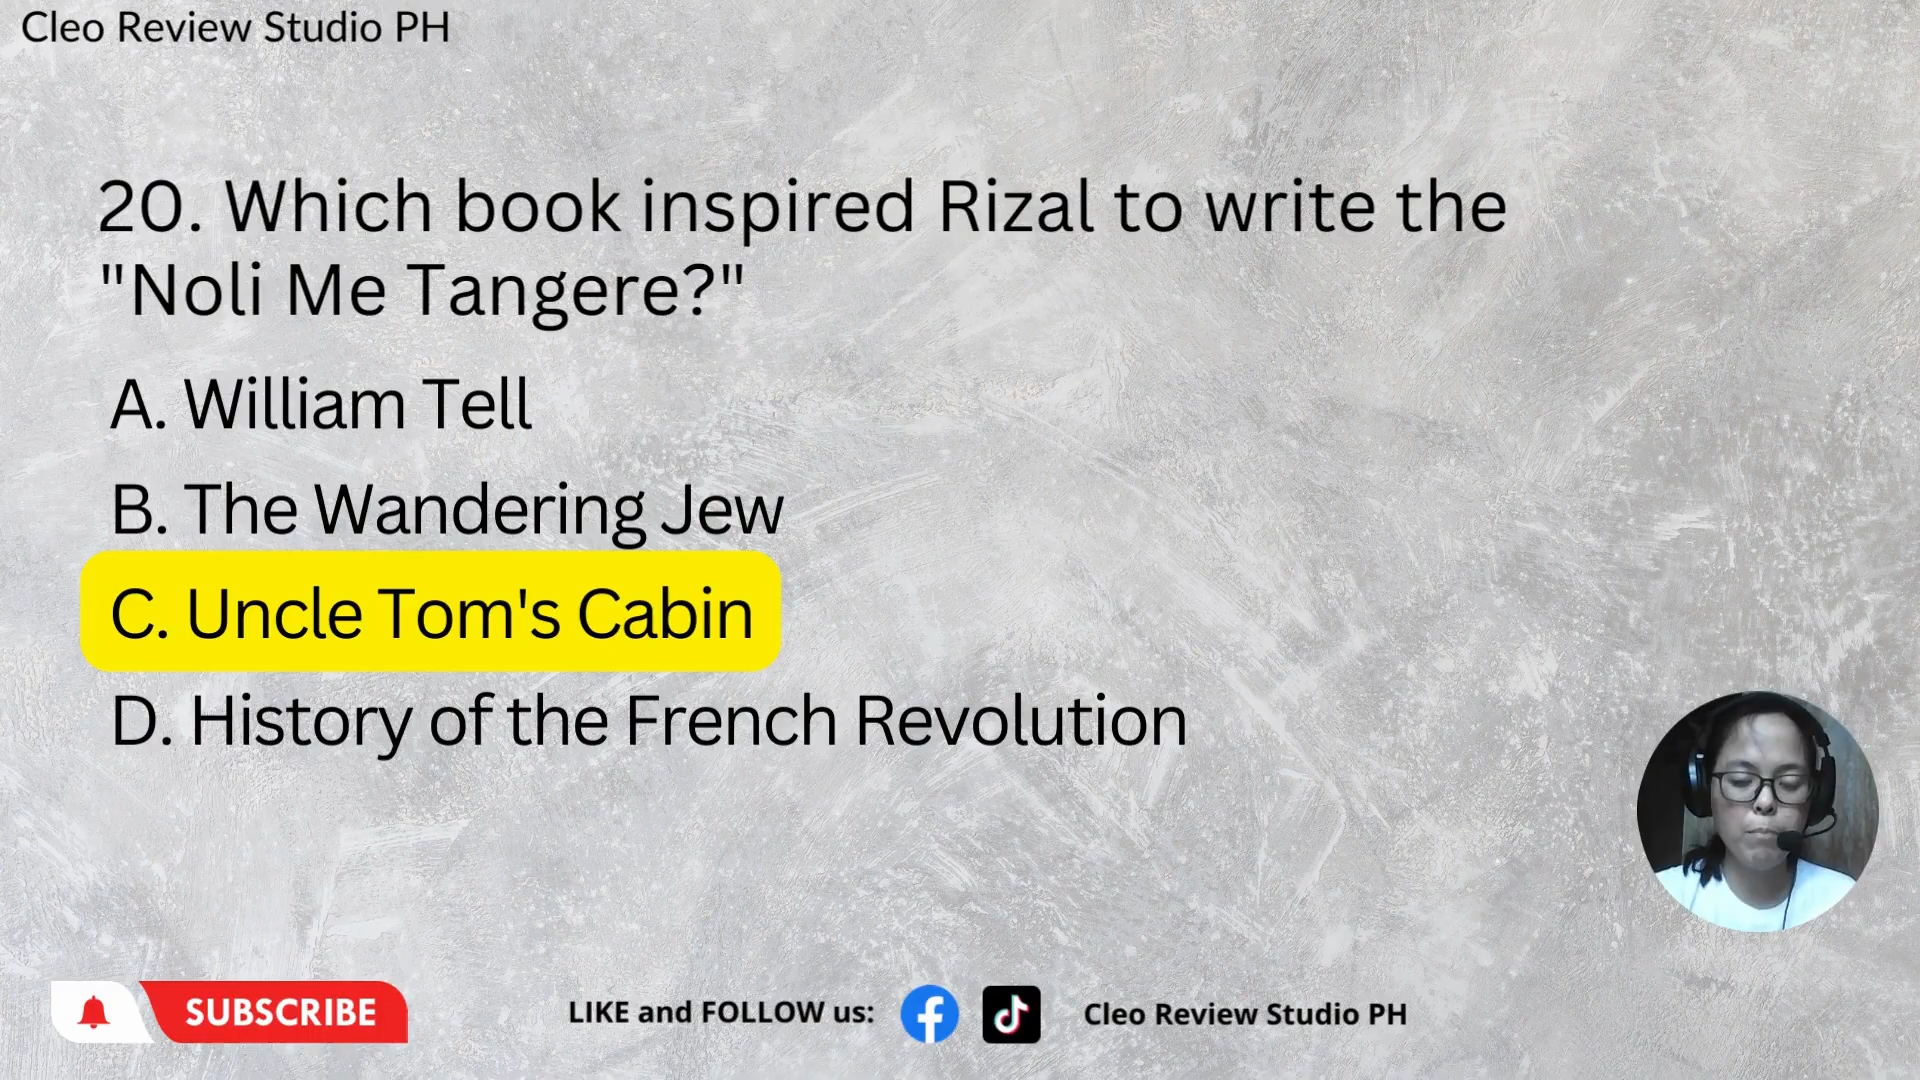 Cleo Review Studio PH
20. Which book inspired Rizal to write the
"Noli Me Tangere?"
A. William Tell
B. The Wandering Jew
C. Uncle Tom's Cabin
D. History of the French Revolution
SUBSCRIBE
LIKE and FOLLOW us:
Cleo Review Studio PH